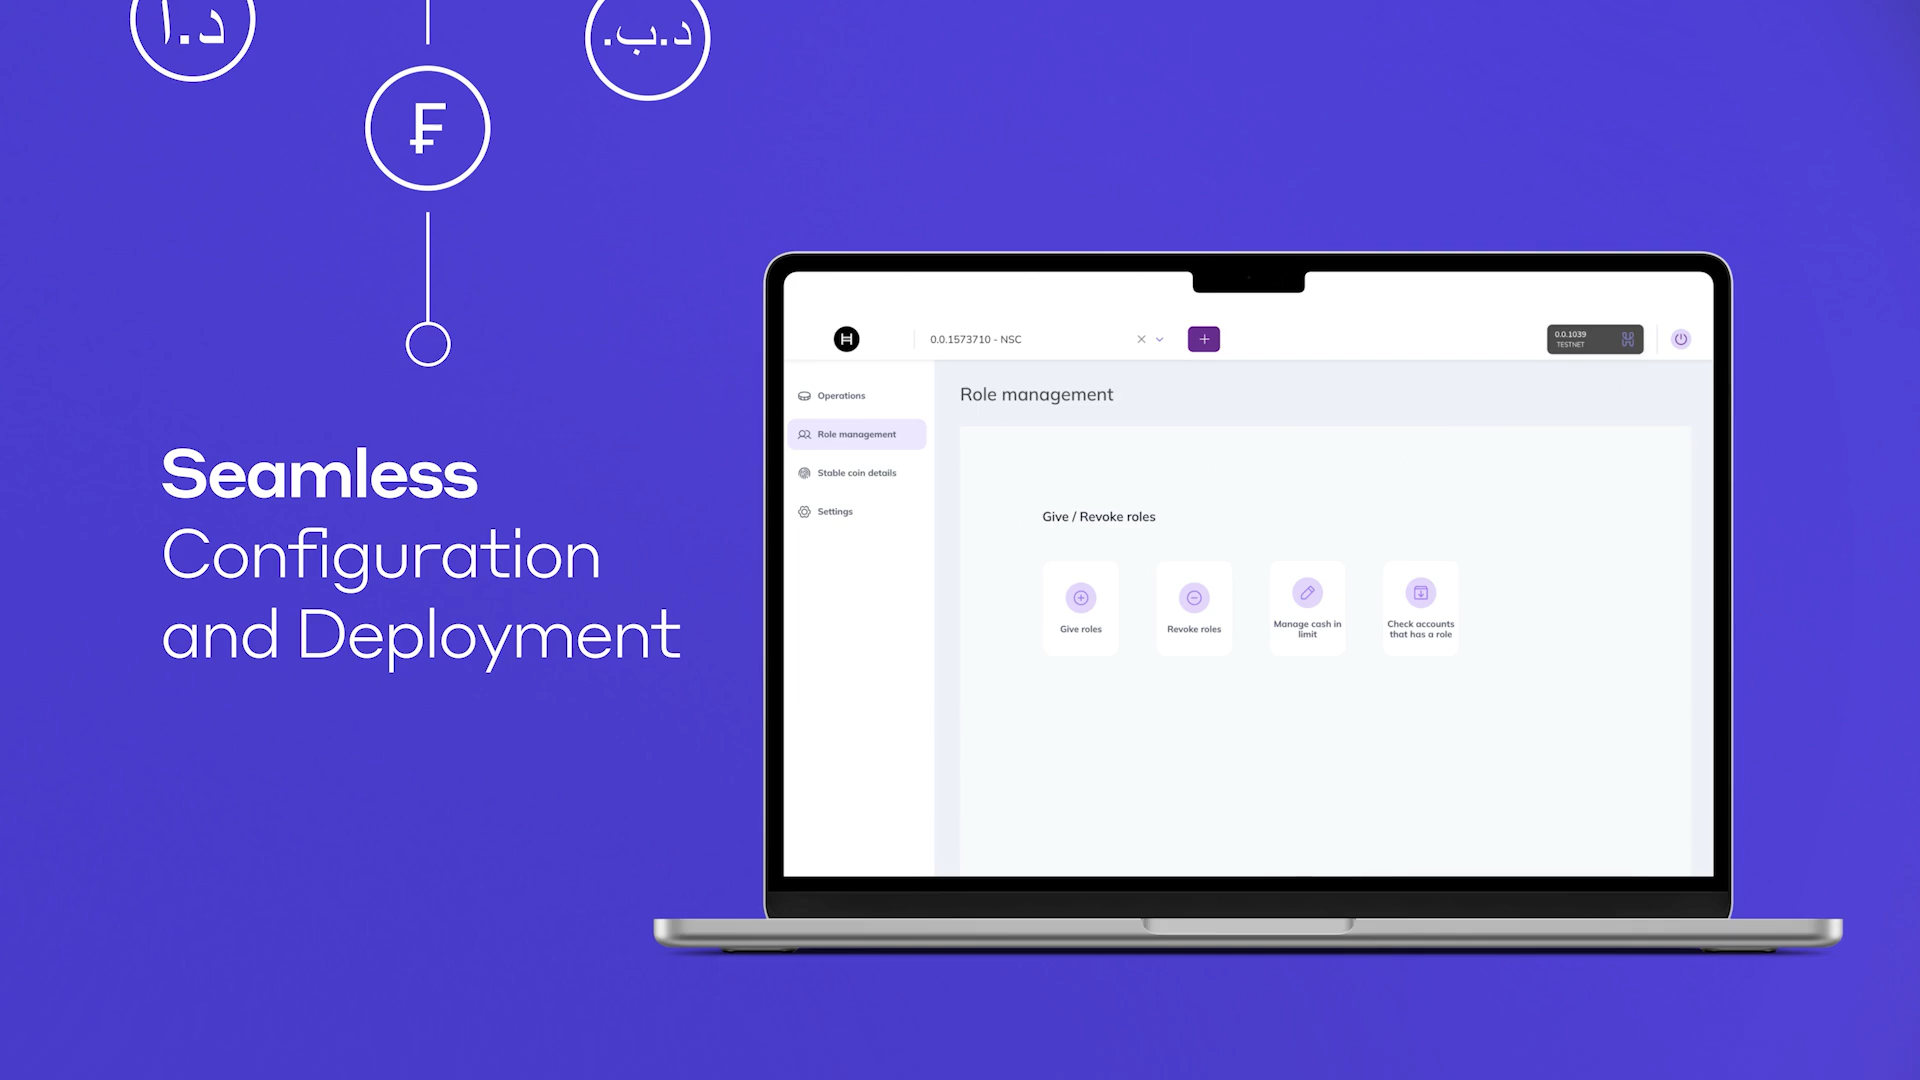 د.ا
د.ب.
₣
Seamless
Configuration
and Deployment
0.0.1573710 - NSC
0.0.1039
TESTNET
Operations
Role management
Stable coin details
Settings
Role management
Give / Revoke roles
Give roles
Revoke roles
Manage cash in
limit
Check accounts
that has a role